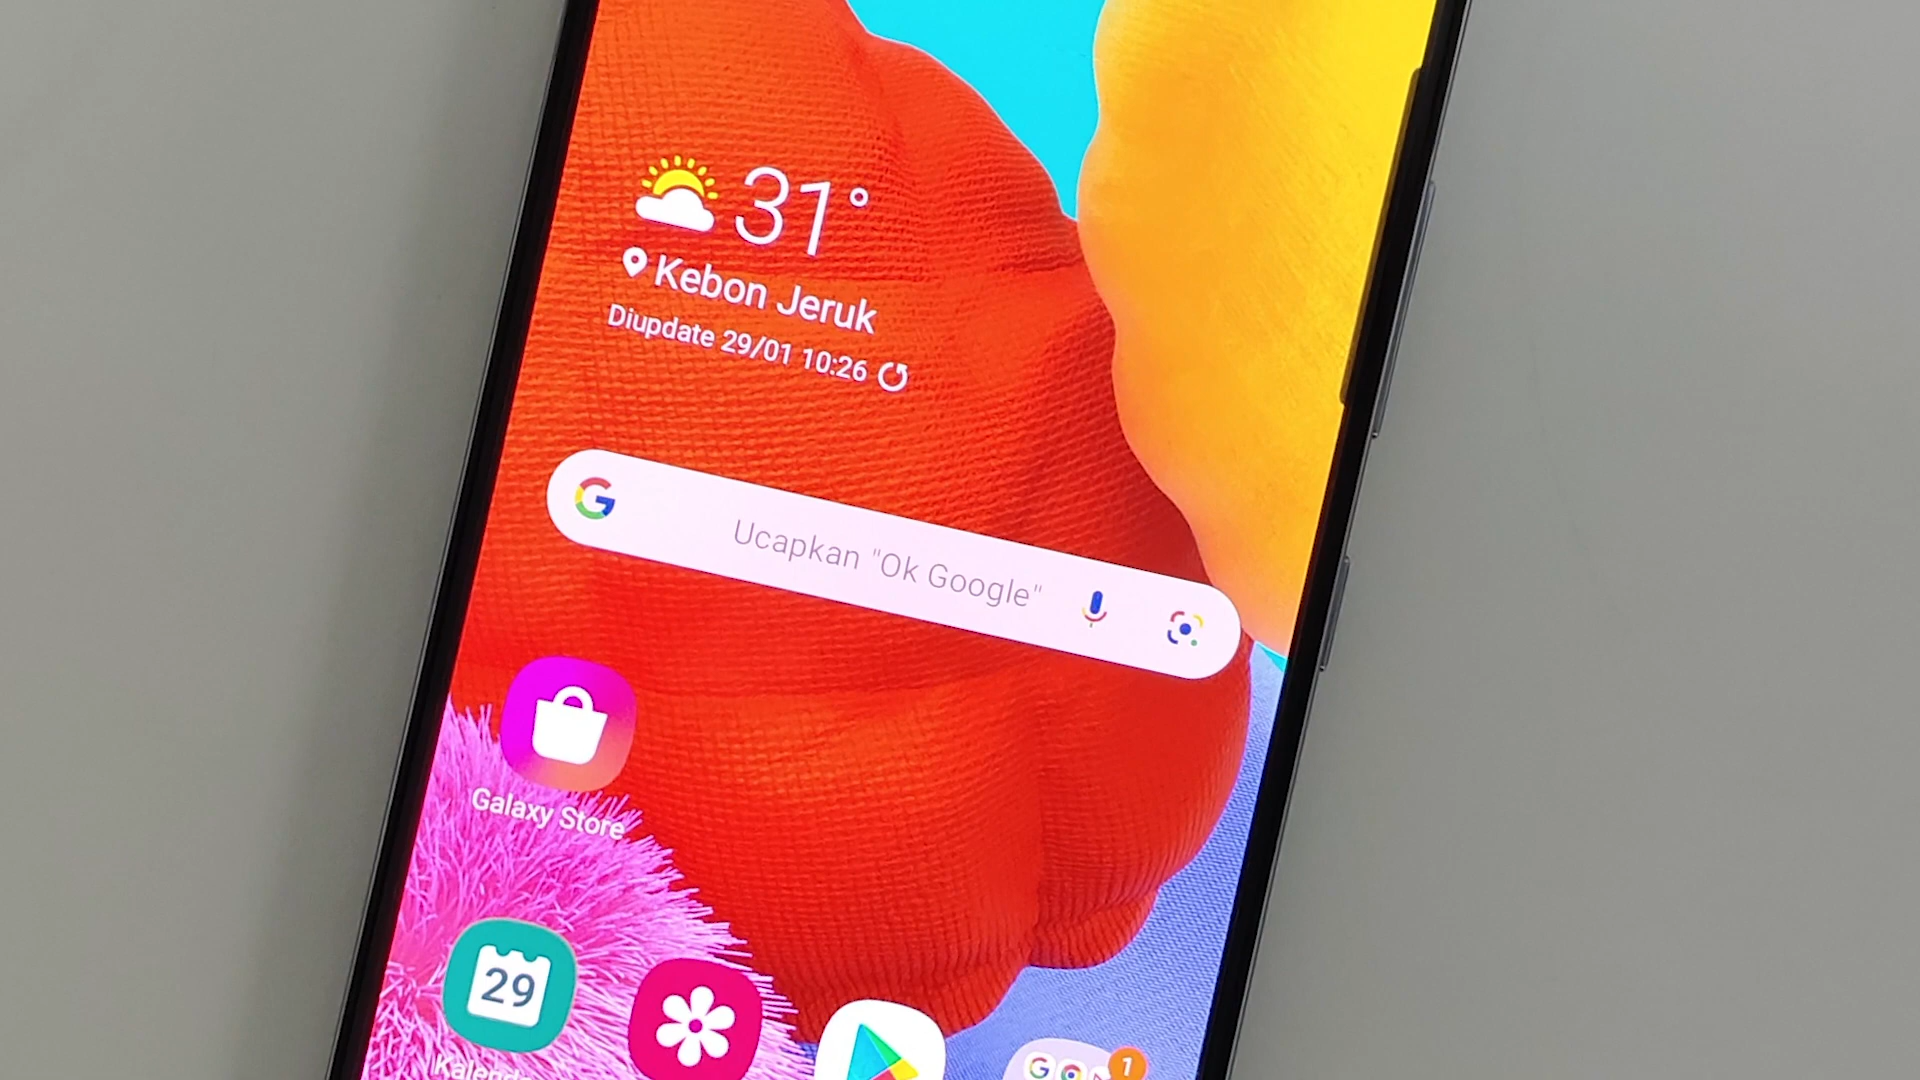 31°
Kebon Jeruk
Diupdate 29/01 10:26
Ucapkan "Ok Google"
Galaxy Store
29
1